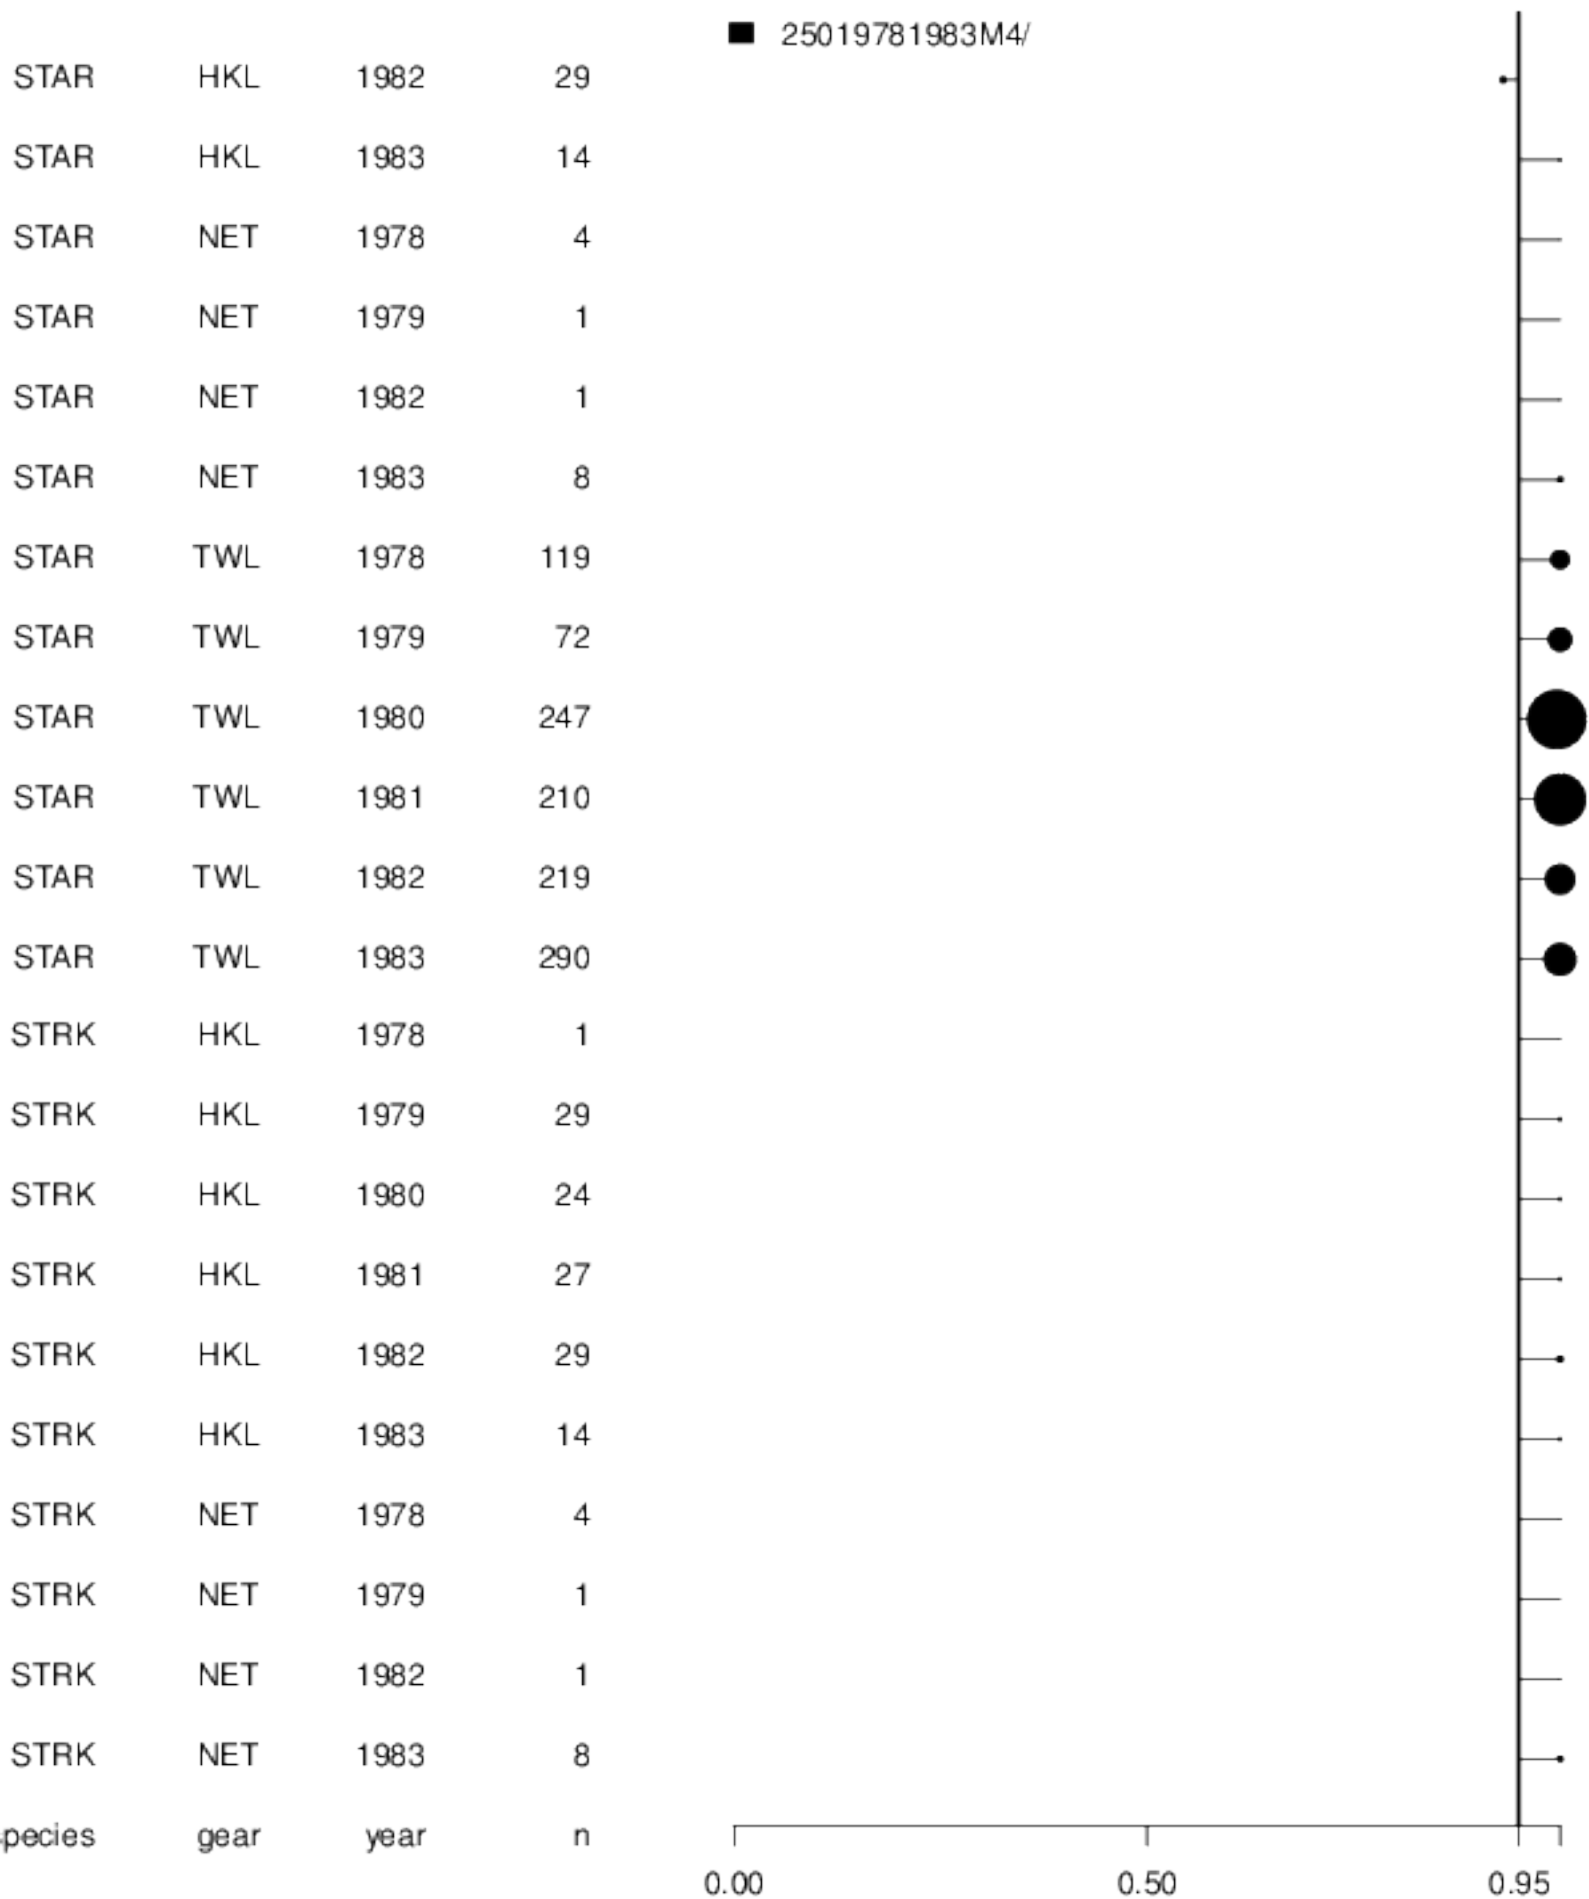 25019781983M4/
STAR HKL 1982 29
STAR HKL 1983 14
STAR NET 1978 4
STAR NET 1979 1
STAR NET 1982 1
STAR NET 1983 8
STAR TWL 1978 119
STAR TWL 1979 72
STAR TWL 1980 247
STAR TWL 1981 210
STAR TWL 1982 219
STAR TWL 1983 290
STRK HKL 1978 1
STRK HKL 1979 29
STRK HKL 1980 24
STRK HKL 1981 27
STRK HKL 1982 29
STRK HKL 1983 14
STRK NET 1978 4
STRK NET 1979 1
STRK NET 1982 1
STRK NET 1983 8
pecies gear year n
0.00 0.50 0.95